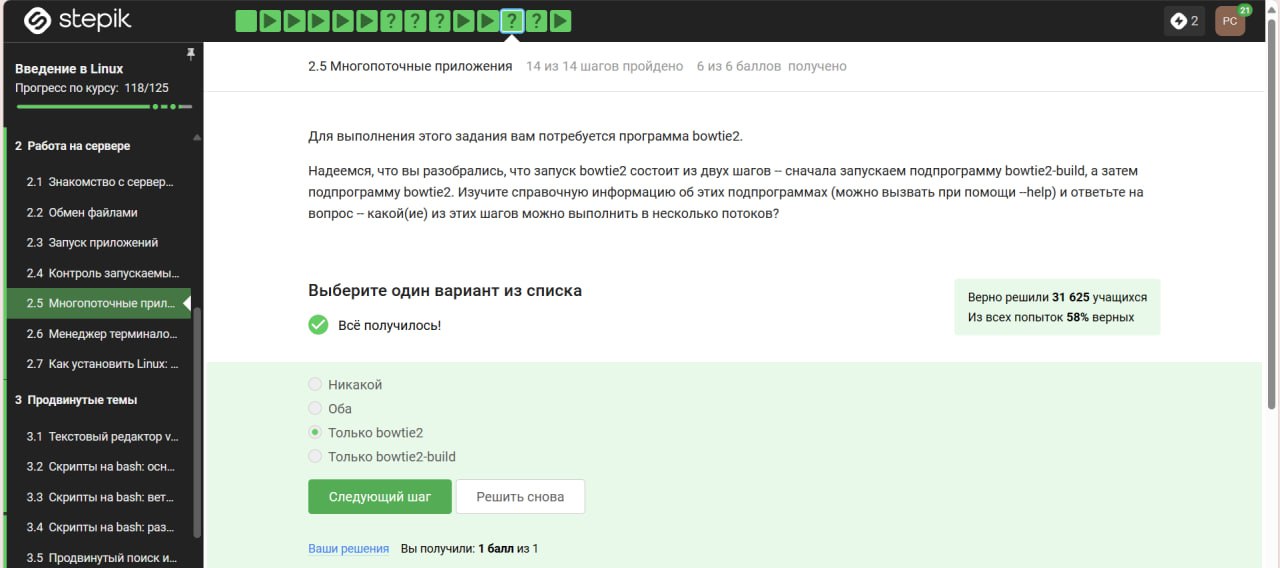 stepik
? ? ? ? ?
2
РС
21
Введение в Linux
Прогресс по курсу: 118/125
2 Работа на сервере
2.1 Знакомство с сервер...
2.2 Обмен файлами
2.3 Запуск приложений
2.4 Контроль запускаемы...
2.5 Многопоточные прил...
2.6 Менеджер терминало...
2.7 Как установить Linux: ...
3 Продвинутые темы
3.1 Текстовый редактор v...
3.2 Скрипты на bash: осн...
3.3 Скрипты на bash: вет...
3.4 Скрипты на bash: раз...
3.5 Продвинутый поиск и...
2.5 Многопоточные приложения 14 из 14 шагов пройдено 6 из 6 баллов получено
Для выполнения этого задания вам потребуется программа bowtie2.
Надеемся, что вы разобрались, что запуск bowtie2 состоит из двух шагов -- сначала запускаем подпрограмму bowtie2-build, а затем
подпрограмму bowtie2. Изучите справочную информацию об этих подпрограммах (можно вызвать при помощи --help) и ответьте на
вопрос -- какой(ие) из этих шагов можно выполнить в несколько потоков?
Выберите один вариант из списка
Всё получилось!
Верно решили 31 625 учащихся
Из всех попыток 58% верных
Никакой
Оба
Только bowtie2
Только bowtie2-build
Следующий шаг
Решить снова
Ваши решения Вы получили: 1 балл из 1